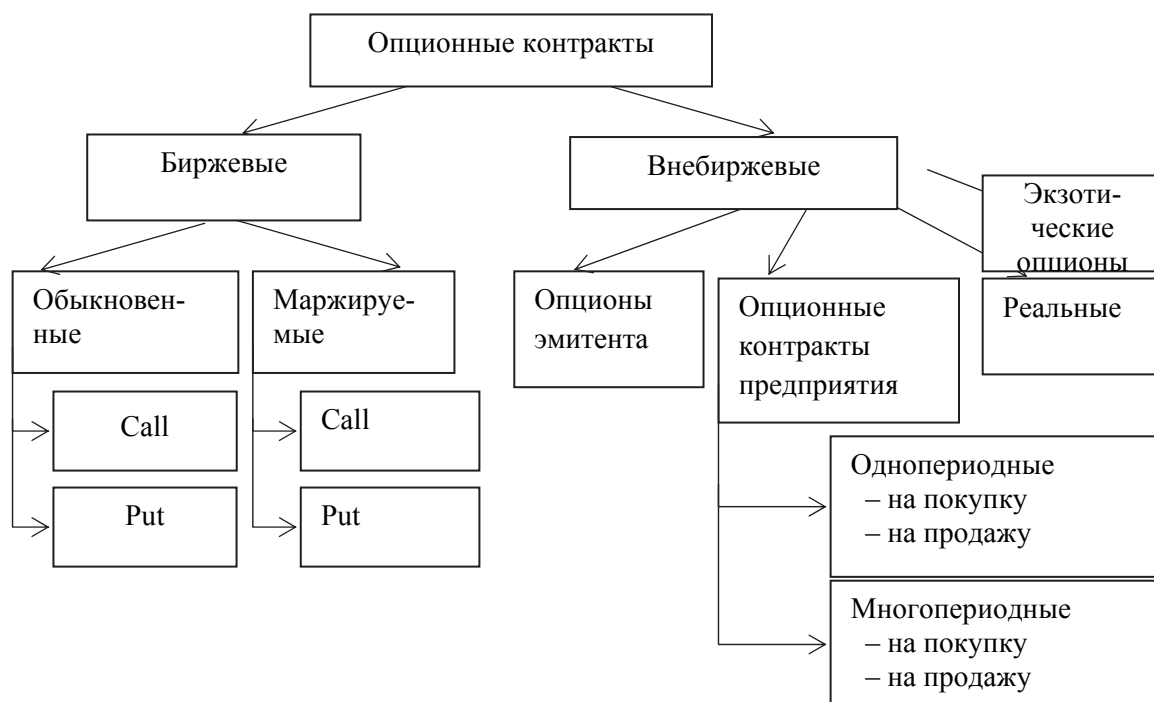 Опционные контракты
Биржевые
Внебиржевые
Экзоти-
ческие
опционы
Обыкновен-
ные
Маржируе-
мые
Опционы
эмитента
Опционные
контракты
предприятия
Реальные
Call
Call
Put
Put
Однопериодные
– на покупку
– на продажу
Многопериодные
– на покупку
– на продажу